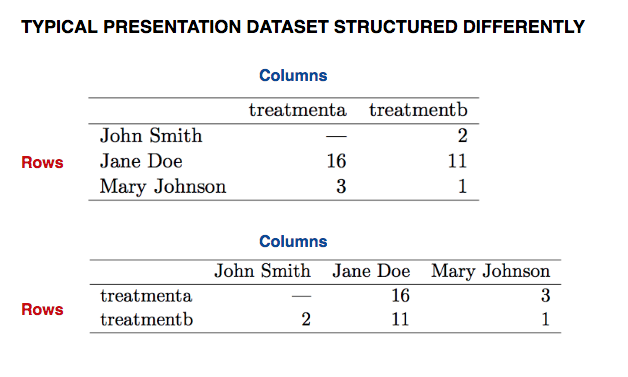 TYPICAL PRESENTATION DATASET STRUCTURED DIFFERENTLY
Columns
treatmenta treatmentb
John Smith — 2
Rows Jane Doe 16 11
Mary Johnson 3 1
Columns
John Smith Jane Doe Mary Johnson
treatmenta — 16 3
Rows
treatmentb 2 11 1